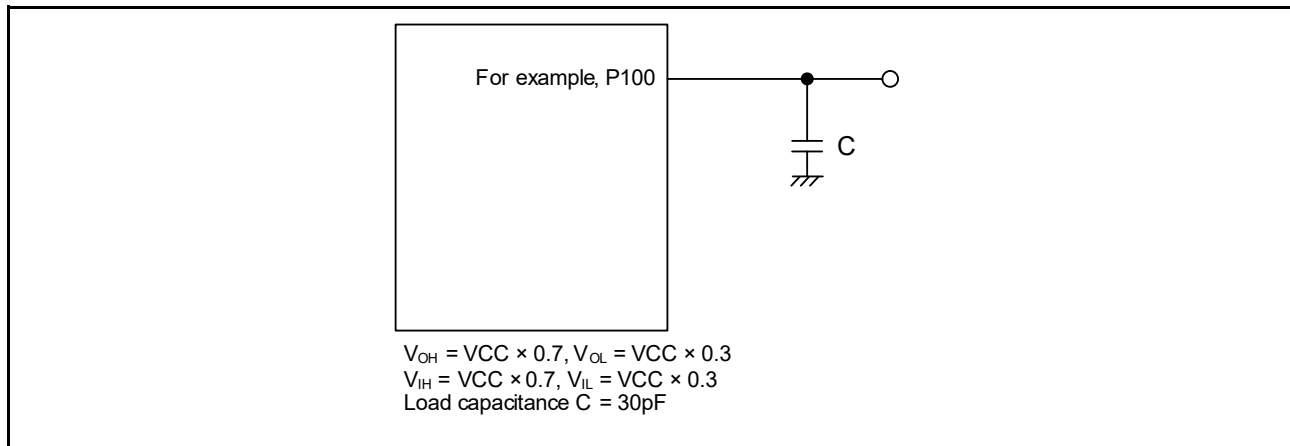 For example, P100
C
VOH = VCC × 0.7, VOL = VCC × 0.3
VIH = VCC × 0.7, VIL = VCC × 0.3
Load capacitance C = 30pF